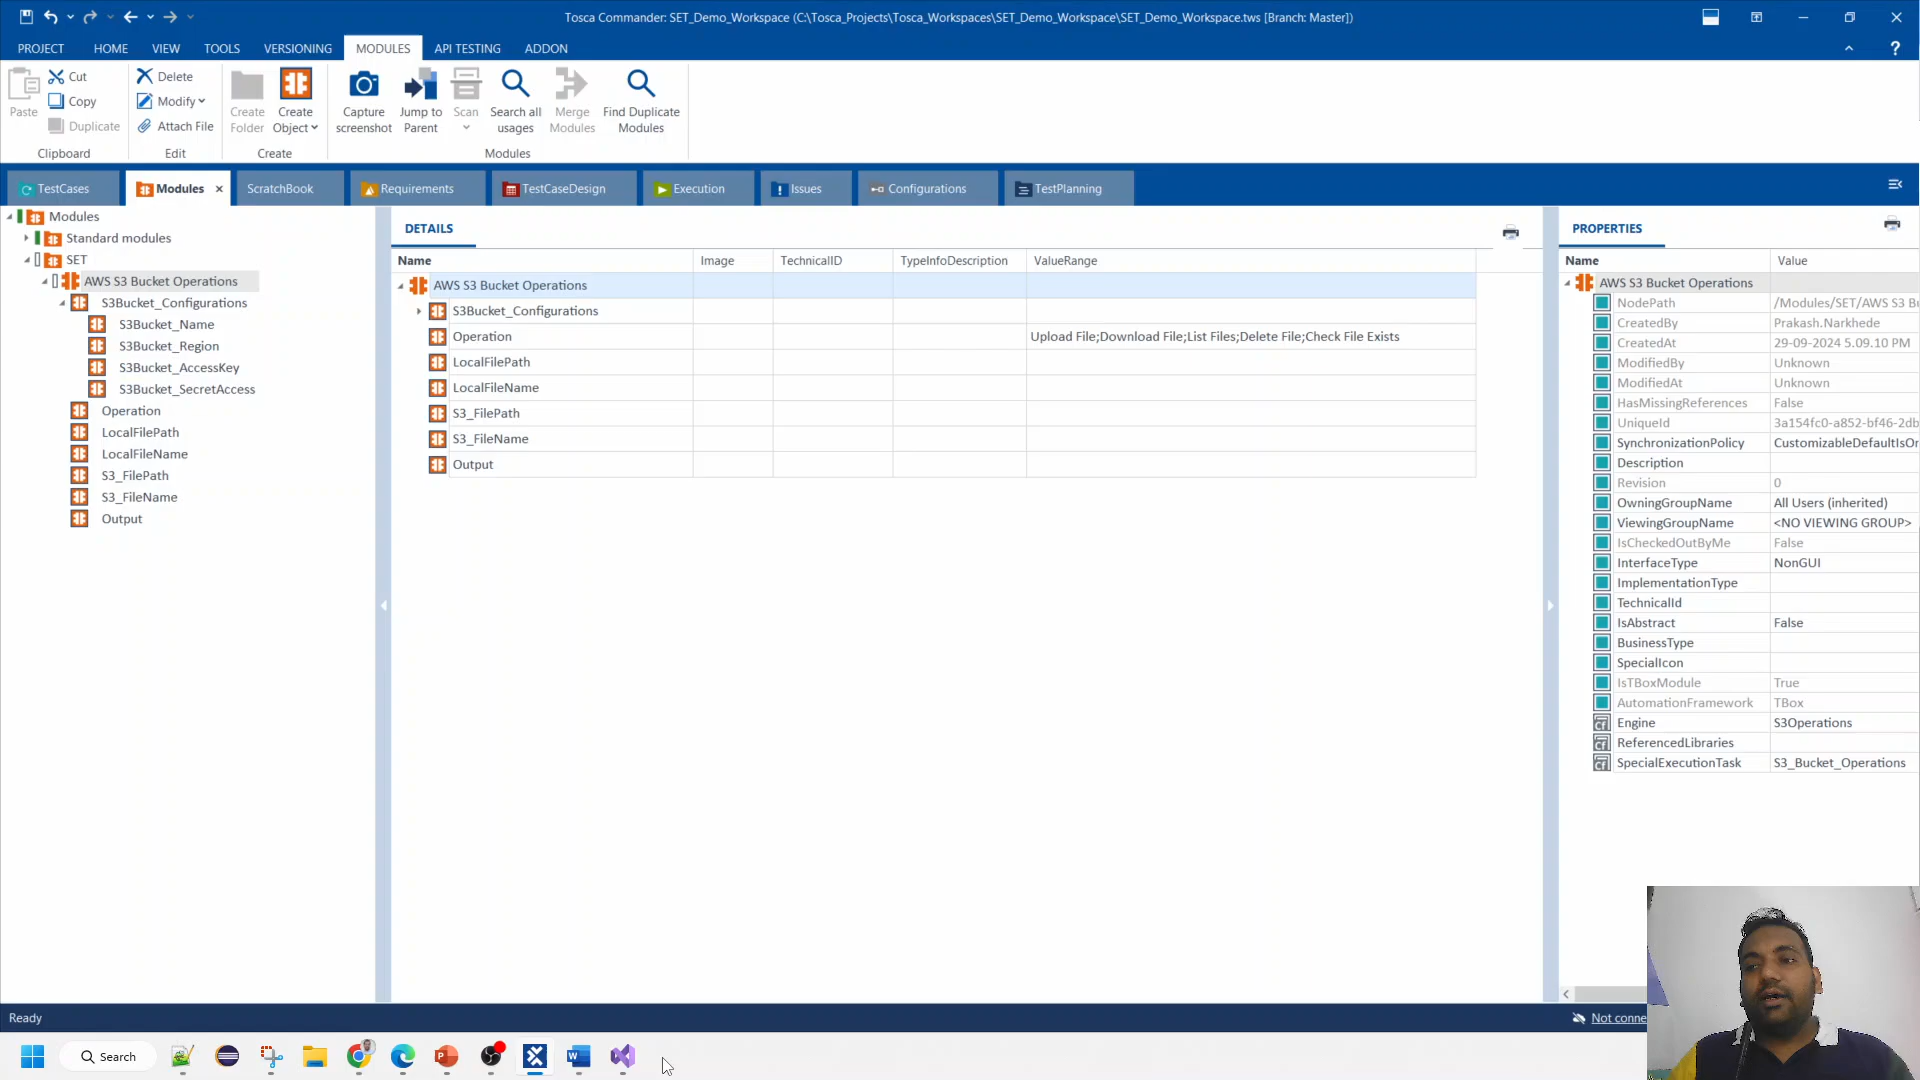 Tosca Commander: SET_Demo_Workspace (C:\Tosca_Projects\Tosca_Workspaces\SET_Demo_Workspace\SET_Demo_Workspace.tws [Branch: Master])
PROJECT HOME VIEW TOOLS VERSIONING MODULES API TESTING ADDON
Paste
Cut
Copy
Duplicate
Clipboard
Delete
Modify
Attach File
Edit
Create Folder
Create Object
Create
Capture screenshot
Jump to Parent
Scan
Search all usages
Merge Modules
Find Duplicate Modules
Modules
TestCases Modules ScratchBook Requirements TestCaseDesign Execution Issues Configurations TestPlanning
Modules
Standard modules
SET
AWS S3 Bucket Operations
S3Bucket_Configurations
S3Bucket_Name
S3Bucket_Region
S3Bucket_AccessKey
S3Bucket_SecretAccess
Operation
LocalFilePath
LocalFileName
S3_FilePath
S3_FileName
Output
DETAILS
Name Image TechnicalID TypeInfoDescription ValueRange
AWS S3 Bucket Operations
S3Bucket_Configurations
Operation Upload File;Download File;List Files;Delete File;Check File Exists
LocalFilePath
LocalFileName
S3_FilePath
S3_FileName
Output
PROPERTIES
Name Value
AWS S3 Bucket Operations
NodePath /Modules/SET/AWS S3 Bu
CreatedBy Prakash.Narkhede
CreatedAt 29-09-2024 5.09.10 PM
ModifiedBy Unknown
ModifiedAt Unknown
HasMissingReferences False
UniqueId 3a154fc0-a852-bf46-2db
SynchronizationPolicy CustomizableDefaultIsOn
Description
Revision 0
OwningGroupName All Users (inherited)
ViewingGroupName <NO VIEWING GROUP>
IsCheckedOutByMe False
InterfaceType NonGUI
ImplementationType
TechnicalId
IsAbstract False
BusinessType
SpecialIcon
IsTBoxModule True
AutomationFramework TBox
Engine S3Operations
ReferencedLibraries
SpecialExecutionTask S3_Bucket_Operations
Ready
Not conne
Search